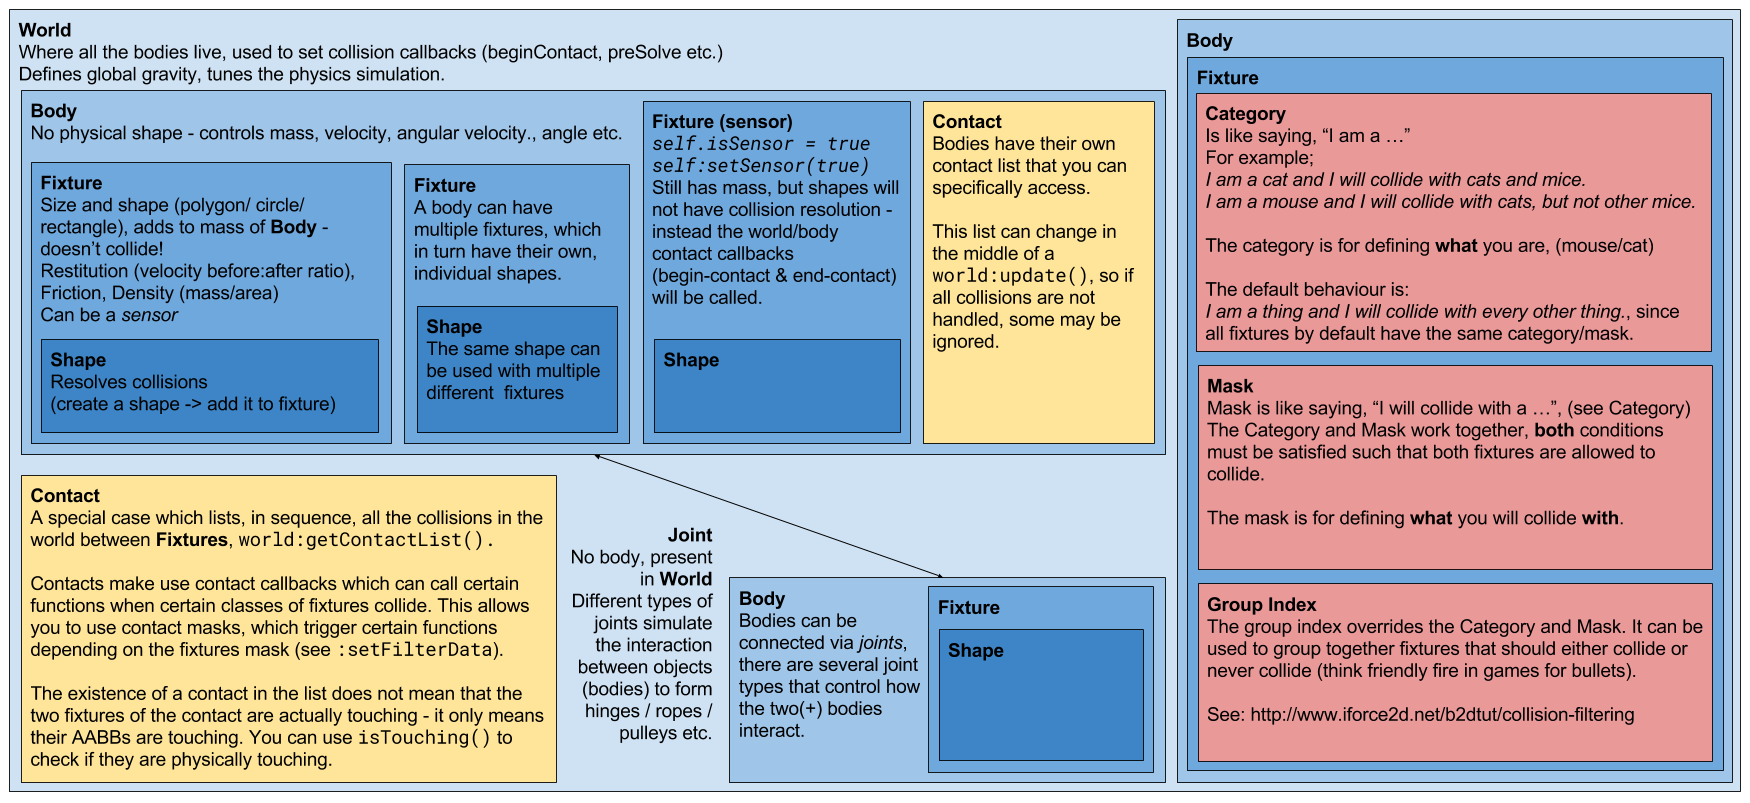 World
Where all the bodies live, used to set collision callbacks (beginContact, preSolve etc.)
Defines global gravity, tunes the physics simulation.
Body
No physical shape - controls mass, velocity, angular velocity., angle etc.
Fixture
Size and shape (polygon/ circle/
rectangle), adds to mass of Body -
doesn't collide!
Restitution (velocity before:after ratio),
Friction, Density (mass/area)
Can be a sensor
Shape
Resolves collisions
(create a shape -> add it to fixture)
Fixture
A body can have
multiple fixtures, which
in turn have their own,
individual shapes.
Shape
The same shape can
be used with multiple
different  fixtures
Fixture (sensor)
self.isSensor = true
self:setSensor(true)
Still has mass, but shapes will
not have collision resolution -
instead the world/body
contact callbacks
(begin-contact & end-contact)
will be called.
Shape
Contact
Bodies have their own
contact list that you can
specifically access.
This list can change in
the middle of a
world:update(), so if
all collisions are not
handled, some may be
ignored.
Contact
A special case which lists, in sequence, all the collisions in the
world between Fixtures, world:getContactList().
Contacts make use contact callbacks which can call certain
functions when certain classes of fixtures collide. This allows
you to use contact masks, which trigger certain functions
depending on the fixtures mask (see :setFilterData).
The existence of a contact in the list does not mean that the
two fixtures of the contact are actually touching - it only means
their AABBs are touching. You can use isTouching() to
check if they are physically touching.
Joint
No body, present
in World
Different types of
joints simulate
the interaction
between objects
(bodies) to form
hinges / ropes /
pulleys etc.
Body
Bodies can be
connected via joints,
there are several joint
types that control how
the two(+) bodies
interact.
Fixture
Shape
Body
Fixture
Category
Is like saying, “I am a …”
For example;
I am a cat and I will collide with cats and mice.
I am a mouse and I will collide with cats, but not other mice.
The category is for defining what you are, (mouse/cat)
The default behaviour is:
I am a thing and I will collide with every other thing., since
all fixtures by default have the same category/mask.
Mask
Mask is like saying, “I will collide with a …”, (see Category)
The Category and Mask work together, both conditions
must be satisfied such that both fixtures are allowed to
collide.
The mask is for defining what you will collide with.
Group Index
The group index overrides the Category and Mask. It can be
used to group together fixtures that should either collide or
never collide (think friendly fire in games for bullets).
See: http://www.iforce2d.net/b2dtut/collision-filtering